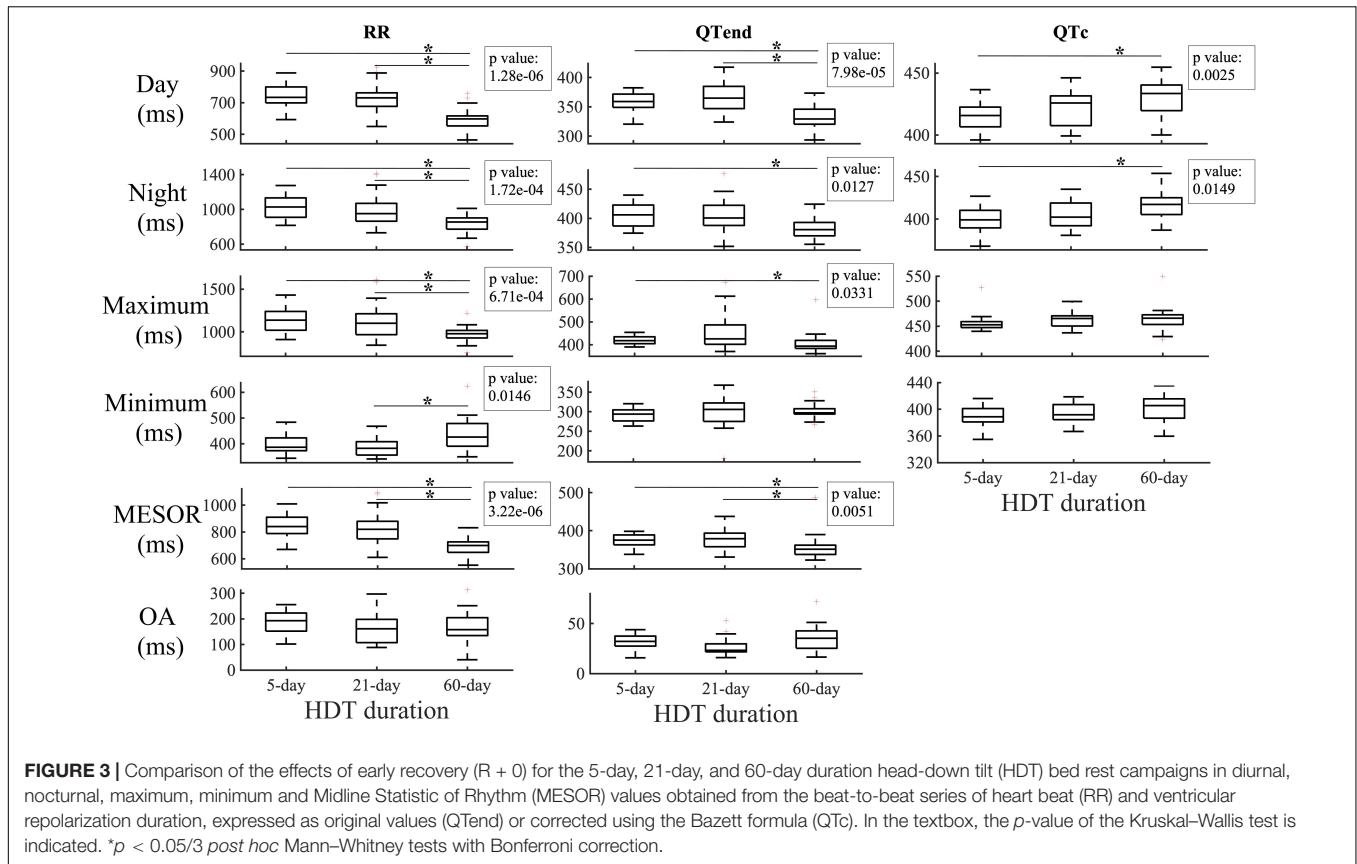 RR QTend QTc
Day
(ms)
900
700
500
*
*
p value:
1.28e-06
400
350
300
*
*
p value:
7.98e-05
450
400
*
p value:
0.0025
Night
(ms)
1400
1000
600
*
*
p value:
1.72e-04
450
400
350
*
p value:
0.0127
450
400
*
p value:
0.0149
Maximum
(ms)
1500
1000
*
*
p value:
6.71e-04
700
600
500
400
*
p value:
0.0331
550
500
450
400
Minimum
(ms)
600
500
400
*
p value:
0.0146
350
300
250
200
440
400
360
320
5-day 21-day 60-day
HDT duration
MESOR
(ms)
1000
800
600
*
*
p value:
3.22e-06
500
400
300
*
*
p value:
0.0051
OA
(ms)
300
200
100
0
5-day 21-day 60-day
HDT duration
50
0
5-day 21-day 60-day
HDT duration
FIGURE 3 | Comparison of the effects of early recovery (R + 0) for the 5-day, 21-day, and 60-day duration head-down tilt (HDT) bed rest campaigns in diurnal,
nocturnal, maximum, minimum and Midline Statistic of Rhythm (MESOR) values obtained from the beat-to-beat series of heart beat (RR) and ventricular
repolarization duration, expressed as original values (QTend) or corrected using the Bazett formula (QTc). In the textbox, the p-value of the Kruskal–Wallis test is
indicated. *p < 0.05/3 post hoc Mann–Whitney tests with Bonferroni correction.